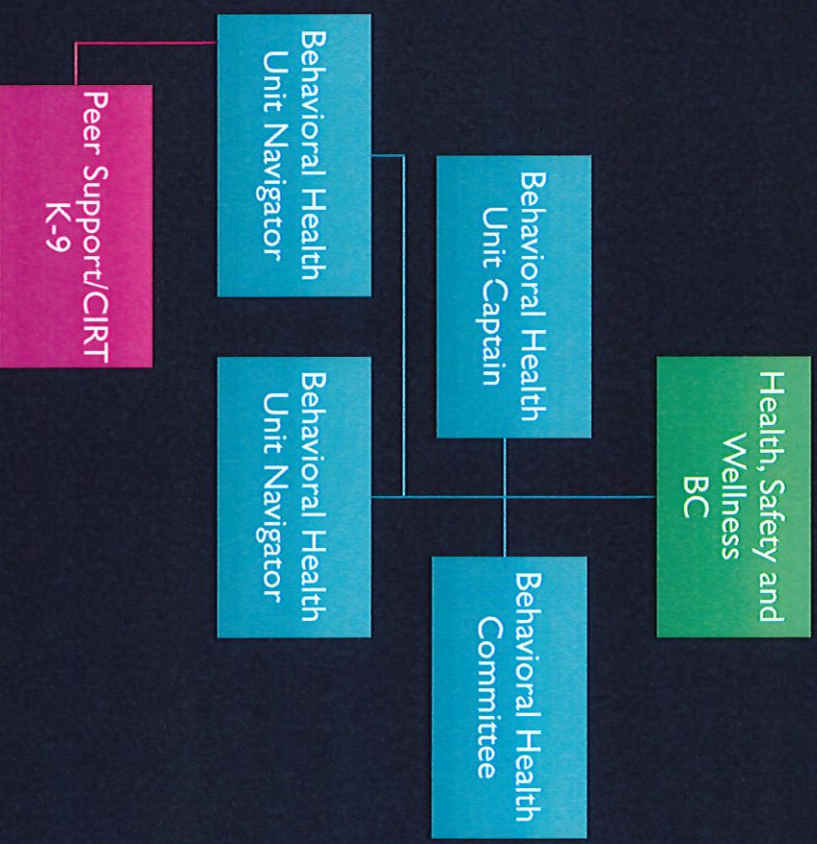 Health, Safety and
Wellness
BC
Behavioral Health
Unit Captain
Behavioral Health
Committee
Behavioral Health
Unit Navigator
Behavioral Health
Unit Navigator
Peer Support/CIRT
K-9